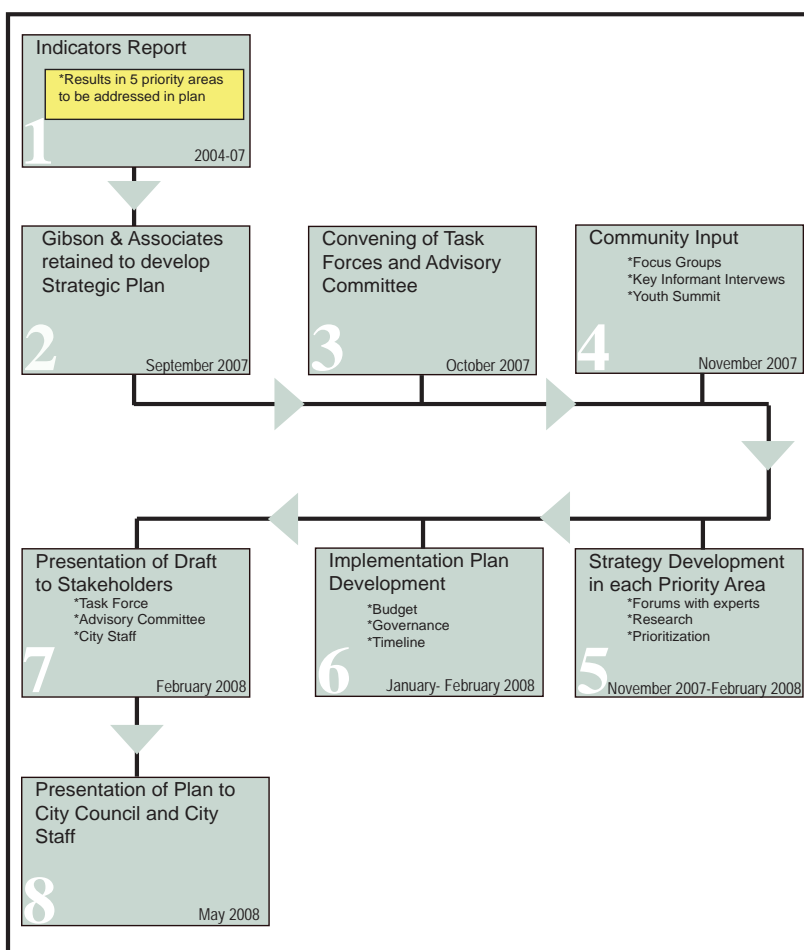 Indicators Report
*Results in 5 priority areas
to be addressed in plan
1
2004-07
Gibson & Associates
retained to develop
Strategic Plan
2
September 2007
Convening of Task
Forces and Advisory
Committee
3
October 2007
Community Input
*Focus Groups
*Key Informant Intervews
*Youth Summit
4
November 2007
Strategy Development
in each Priority Area
*Forums with experts
*Research
*Prioritization
5
November 2007-February 2008
Implementation Plan
Development
*Budget
*Governance
*Timeline
6
January- February 2008
Presentation of Draft
to Stakeholders
*Task Force
*Advisory Committee
*City Staff
7
February 2008
Presentation of Plan to
City Council and City
Staff
8
May 2008